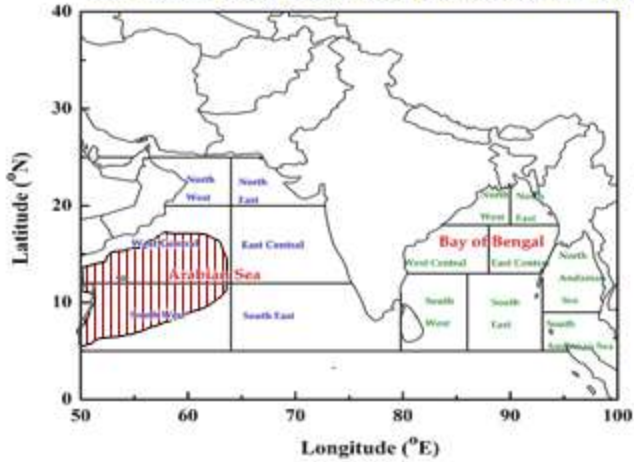 40
30
20
10
0
Latitude (°N)
50
60
70
80
90
100
Longitude (°E)
North
West
North
East
West Central
East Central
Arabian Sea
South West
South East
North
West
North
East
Bay of Bengal
West Central
East Central
South
West
South
East
North
Andaman
Sea
South
Andaman Sea